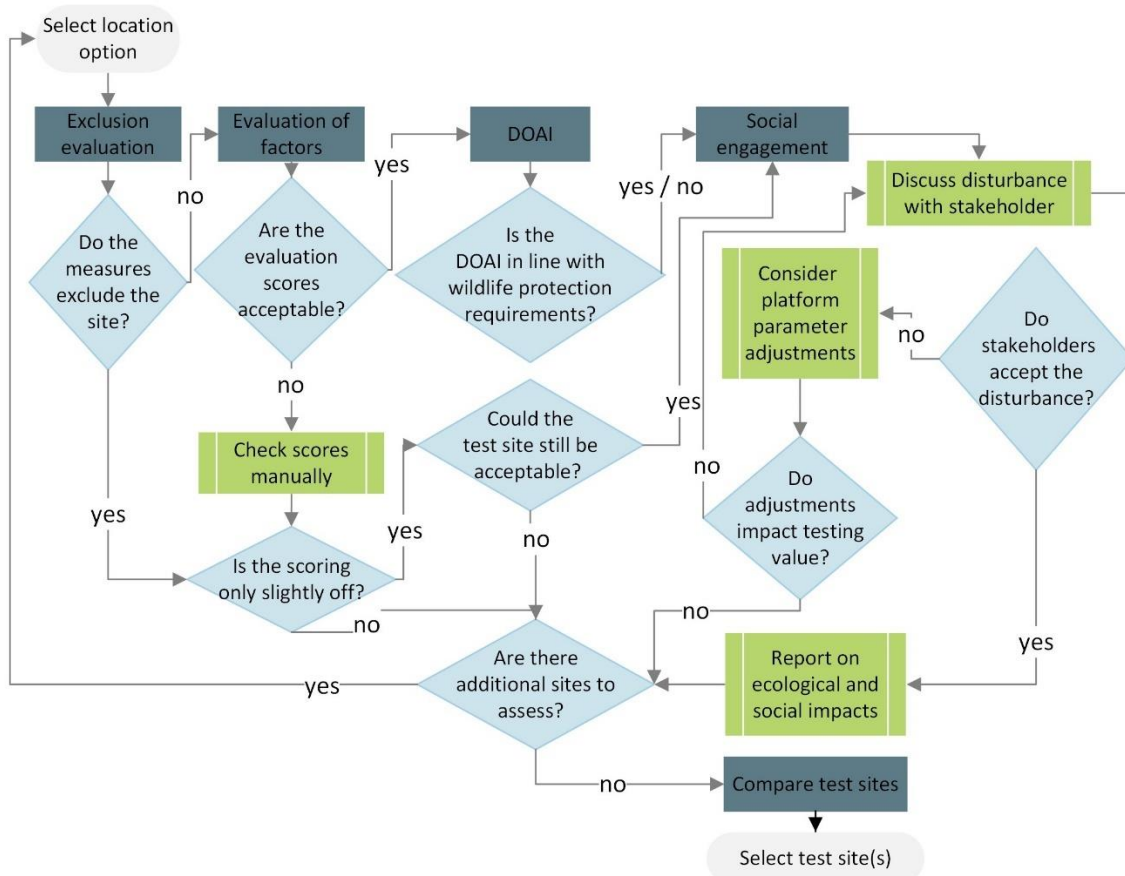 Select location
option
Exclusion
evaluation
Evaluation of
factors
DOAI
Social
engagement
yes
no
yes / no
Discuss disturbance
with stakeholder
Do the
measures
exclude the
site?
Are the
evaluation
scores
acceptable?
Is the
DOAI in line with
wildlife protection
requirements?
Consider
platform
parameter
adjustments
no
Do
stakeholders
accept the
disturbance?
no
Could the
test site still be
acceptable?
yes
no
Check scores
manually
Do
adjustments
impact testing
value?
yes
yes
no
Is the scoring
only slightly off?
no
no
yes
Are there
additional sites to
assess?
yes
Report on
ecological and
social impacts
no
Compare test sites
Select test site(s)